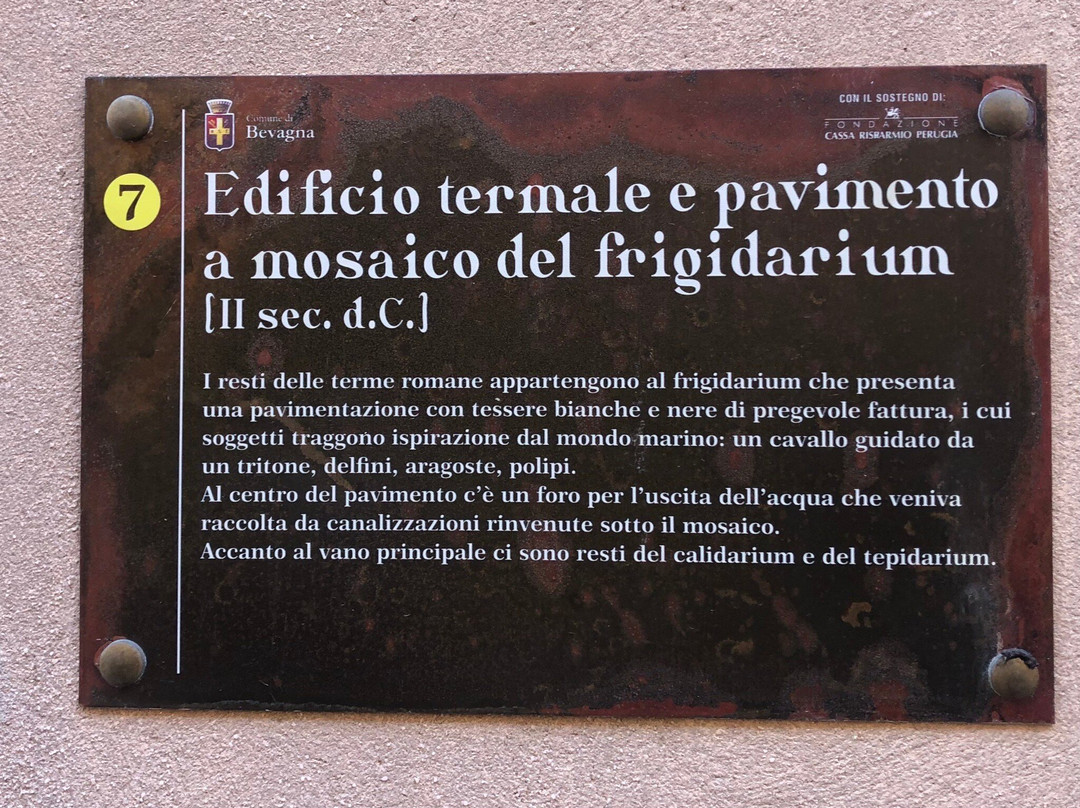 Comune di
Bevagna
CON IL SOSTEGNO DI:
FONDAZIONE
CASSA RISPARMIO PERUGIA
7
Edificio termale e pavimento
a mosaico del frigidarium
(II sec. d.C.)
I resti delle terme romane appartengono al frigidarium che presenta
una pavimentazione con tessere bianche e nere di pregevole fattura, i cui
soggetti traggono ispirazione dal mondo marino: un cavallo guidato da
un tritone, delfini, aragoste, polipi.
Al centro del pavimento c'è un foro per l'uscita dell'acqua che veniva
raccolta da canalizzazioni rinvenute sotto il mosaico.
Accanto al vano principale ci sono resti del calidarium e del tepidarium.